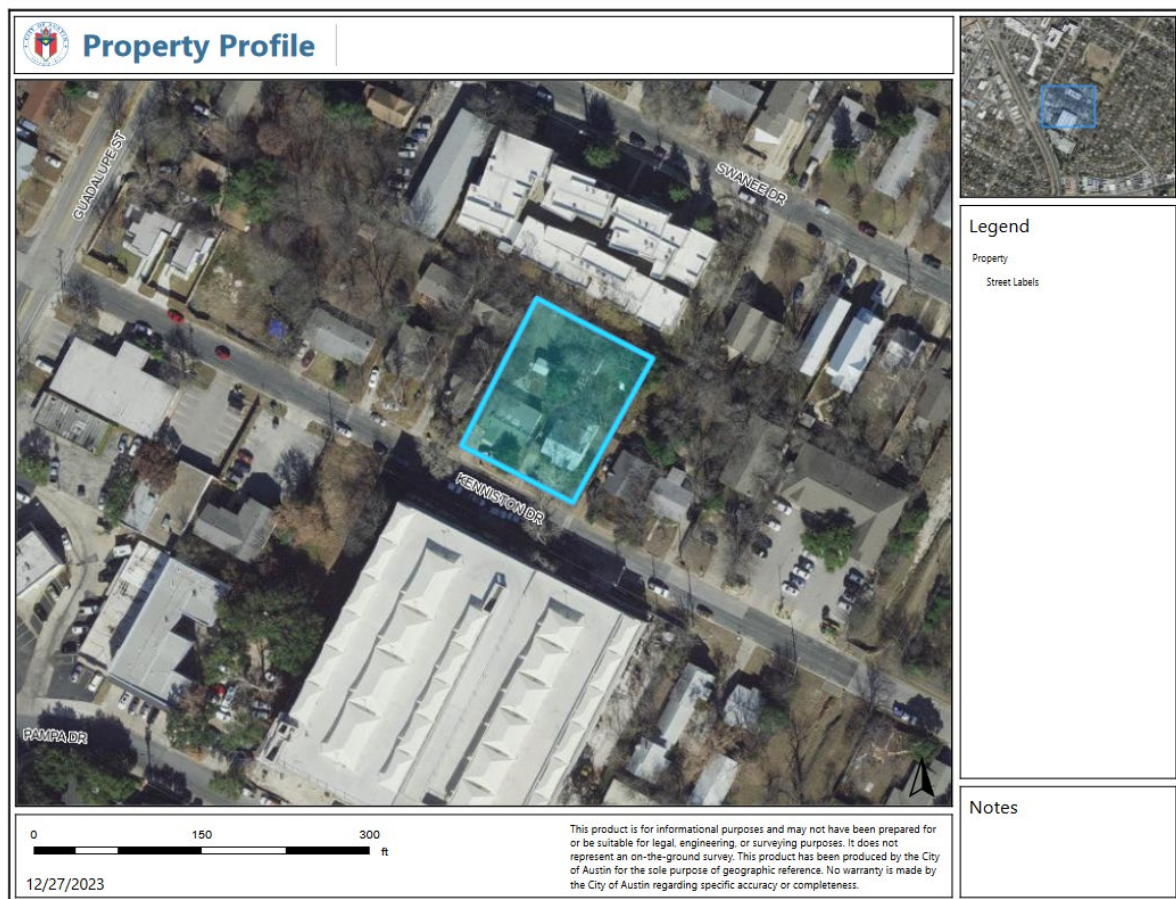 Property Profile
GUADALUPE ST
SWANEE DR
KENNISTON DR
PAMPA DR
Legend
Property
Street Labels
Notes
0 150 300
ft
12/27/2023
This product is for informational purposes and may not have been prepared for
or be suitable for legal, engineering, or surveying purposes. It does not
represent an on-the-ground survey. This product has been produced by the City
of Austin for the sole purpose of geographic reference. No warranty is made by
the City of Austin regarding specific accuracy or completeness.